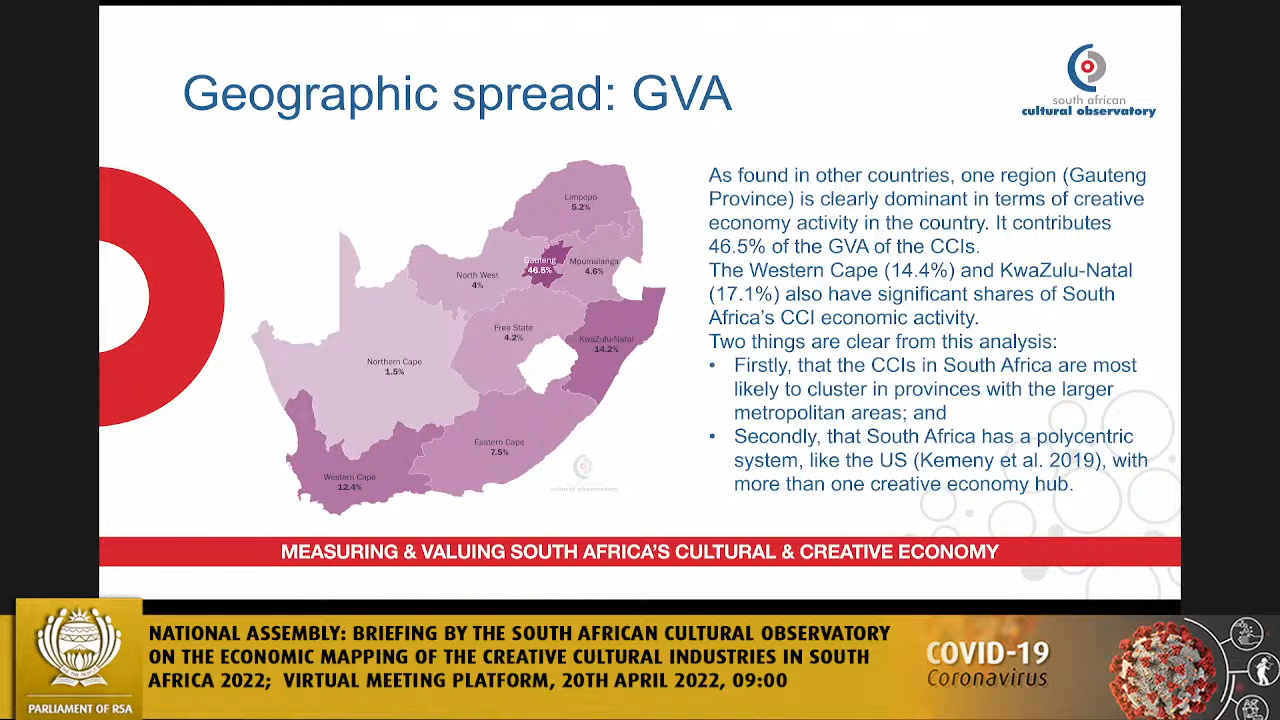 Geographic spread: GVA
south african
cultural observatory
Limpopo
5.2%
Gauteng
46.5%
Mpumalanga
4.6%
North West
4%
Free State
4.2%
KwaZulu-Natal
14.2%
Northern Cape
1.5%
Eastern Cape
7.5%
Western Cape
12.4%
cultural observatory
As found in other countries, one region (Gauteng
Province) is clearly dominant in terms of creative
economy activity in the country. It contributes
46.5% of the GVA of the CCIs.
The Western Cape (14.4%) and KwaZulu-Natal
(17.1%) also have significant shares of South
Africa's CCI economic activity.
Two things are clear from this analysis:
• Firstly, that the CCIs in South Africa are most
likely to cluster in provinces with the larger
metropolitan areas; and
• Secondly, that South Africa has a polycentric
system, like the US (Kemeny et al. 2019), with
more than one creative economy hub.
MEASURING & VALUING SOUTH AFRICA'S CULTURAL & CREATIVE ECONOMY
PARLIAMENT OF RSA
NATIONAL ASSEMBLY: BRIEFING BY THE SOUTH AFRICAN CULTURAL OBSERVATORY
ON THE ECONOMIC MAPPING OF THE CREATIVE CULTURAL INDUSTRIES IN SOUTH
AFRICA 2022; VIRTUAL MEETING PLATFORM, 20TH APRIL 2022, 09:00
COVID-19
Coronavirus